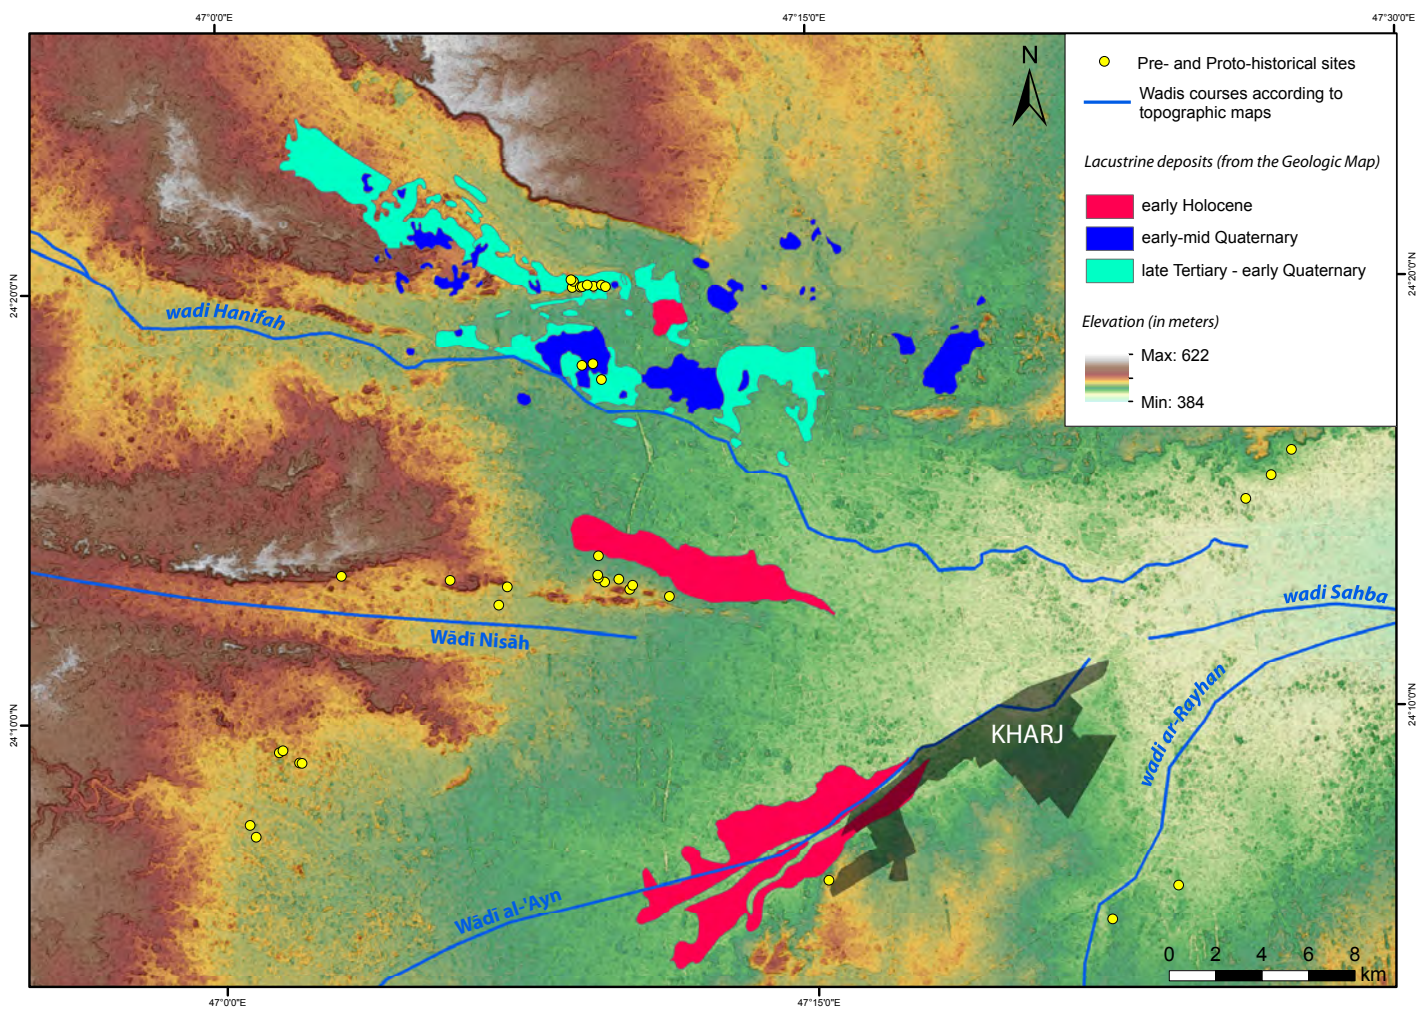 47°0'0"E
47°15'0"E
47°30'0"E
N
Pre- and Proto-historical sites
Wadis courses according to
topographic maps
Lacustrine deposits (from the Geologic Map)
early Holocene
early-mid Quaternary
late Tertiary - early Quaternary
Elevation (in meters)
Max: 622
Min: 384
24°20'0"N
24°20'0"N
wadi Hanifah
wadi Sahba
Wādī Nisāh
wadi ar-Rayhan
24°10'0"N
24°10'0"N
KHARJ
Wādī al-'Ayn
0 2 4 6 8
km
47°0'0"E
47°15'0"E